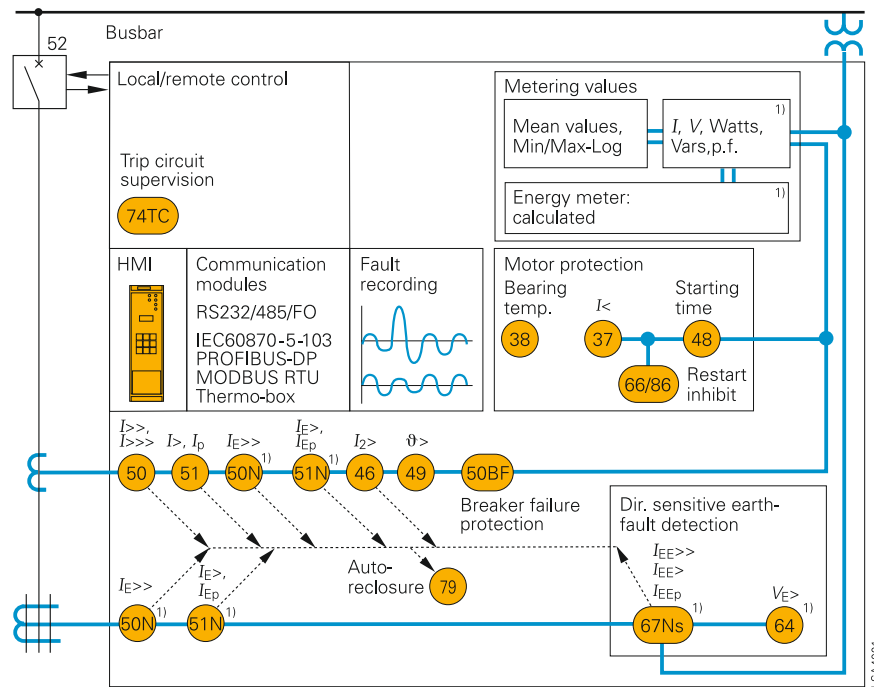 52
Busbar
Local/remote control
Trip circuit
supervision
74TC
Metering values
Mean values,
Min/Max-Log
1)
I, V, Watts,
Vars,p.f.
Energy meter:
calculated
1)
HMI
Communication
modules
RS232/485/FO
IEC60870-5-103
PROFIBUS-DP
MODBUS RTU
Thermo-box
Fault
recording
Motor protection
Bearing
temp.
38
I<
37
Starting
time
48
66/86
Restart
inhibit
I>>,
I>>>
50
I>, Ip
51
IE>>
50N
1)
IE>,
IEp
51N
1)
I2>
46
ϑ>
49
50BF
Breaker failure
protection
Dir. sensitive earth-
fault detection
Auto-
reclosure
79
IE>>
50N
1)
IE>,
IEp
51N
1)
IEE>>
IEE>
IEEp
67Ns
1)
VE>
64
1)